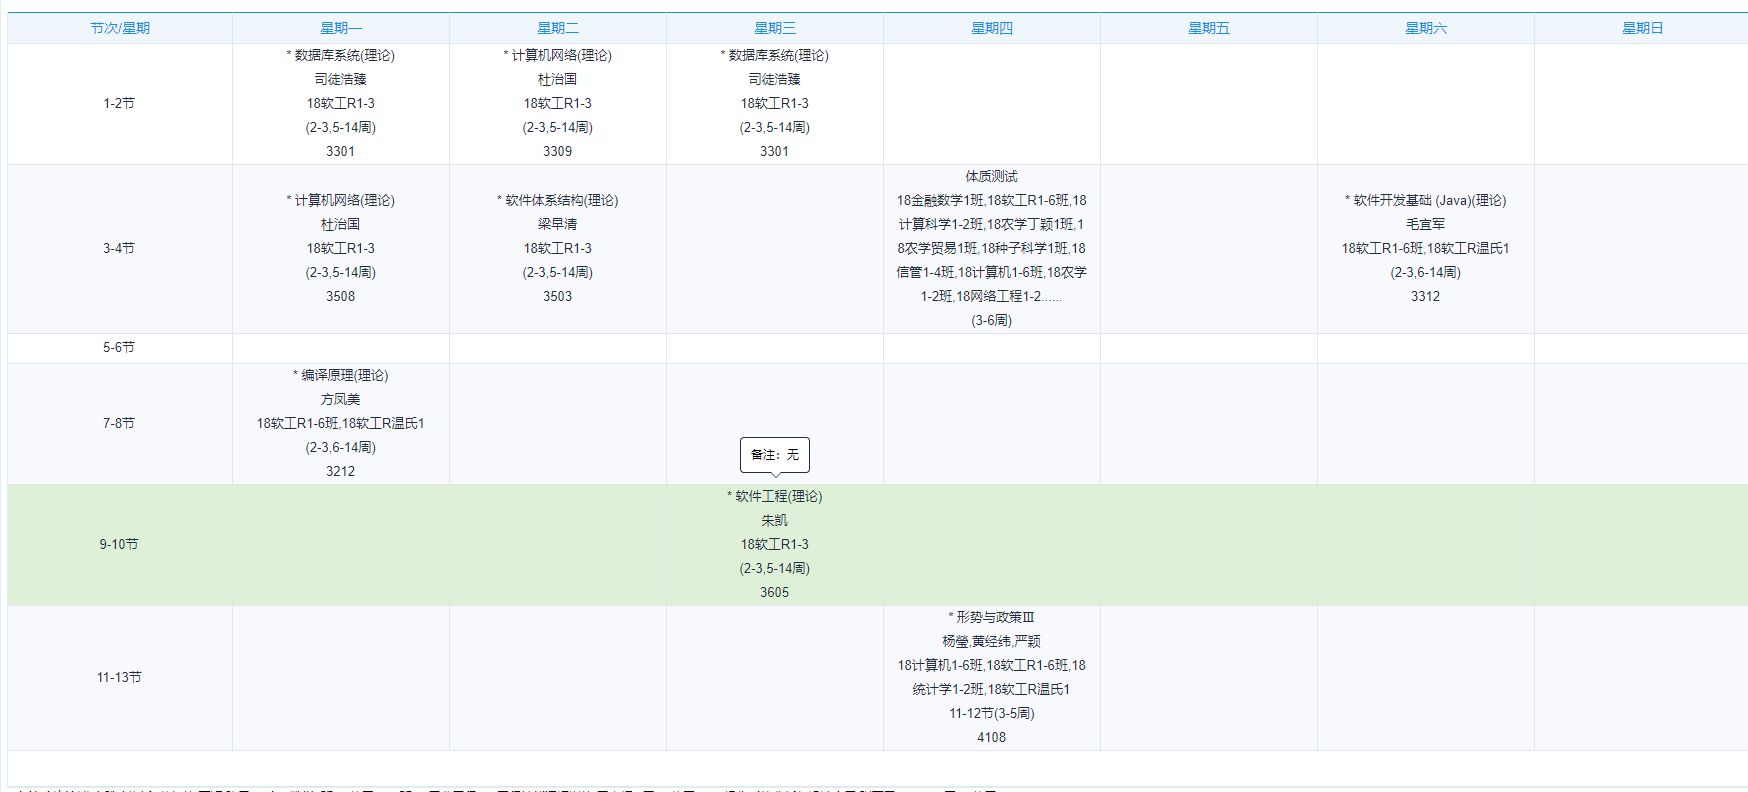 节次/星期 星期一 星期二 星期三 星期四 星期五 星期六 星期日
1-2节
* 数据库系统(理论)
司徒浩臻
18软工R1-3
(2-3,5-14周)
3301
* 计算机网络(理论)
杜治国
18软工R1-3
(2-3,5-14周)
3309
* 数据库系统(理论)
司徒浩臻
18软工R1-3
(2-3,5-14周)
3301
3-4节
* 计算机网络(理论)
杜治国
18软工R1-3
(2-3,5-14周)
3508
* 软件体系结构(理论)
梁早清
18软工R1-3
(2-3,5-14周)
3503
体质测试
18金融数学1班,18软工R1-6班,18
计算科学1-2班,18农学丁颖1班,1
8农学贸易1班,18种子科学1班,18
信管1-4班,18计算机1-6班,18农学
1-2班,18网络工程1-2......
(3-6周)
* 软件开发基础 (Java)(理论)
毛宜军
18软工R1-6班,18软工R温氏1
(2-3,6-14周)
3312
5-6节
7-8节
* 编译原理(理论)
方凤美
18软工R1-6班,18软工R温氏1
(2-3,6-14周)
3212
备注：无
9-10节
* 软件工程(理论)
朱凯
18软工R1-3
(2-3,5-14周)
3605
11-13节
* 形势与政策Ⅲ
杨瑩,黄经纬,严颖
18计算机1-6班,18软工R1-6班,18
统计学1-2班,18软工R温氏1
11-12节(3-5周)
4108